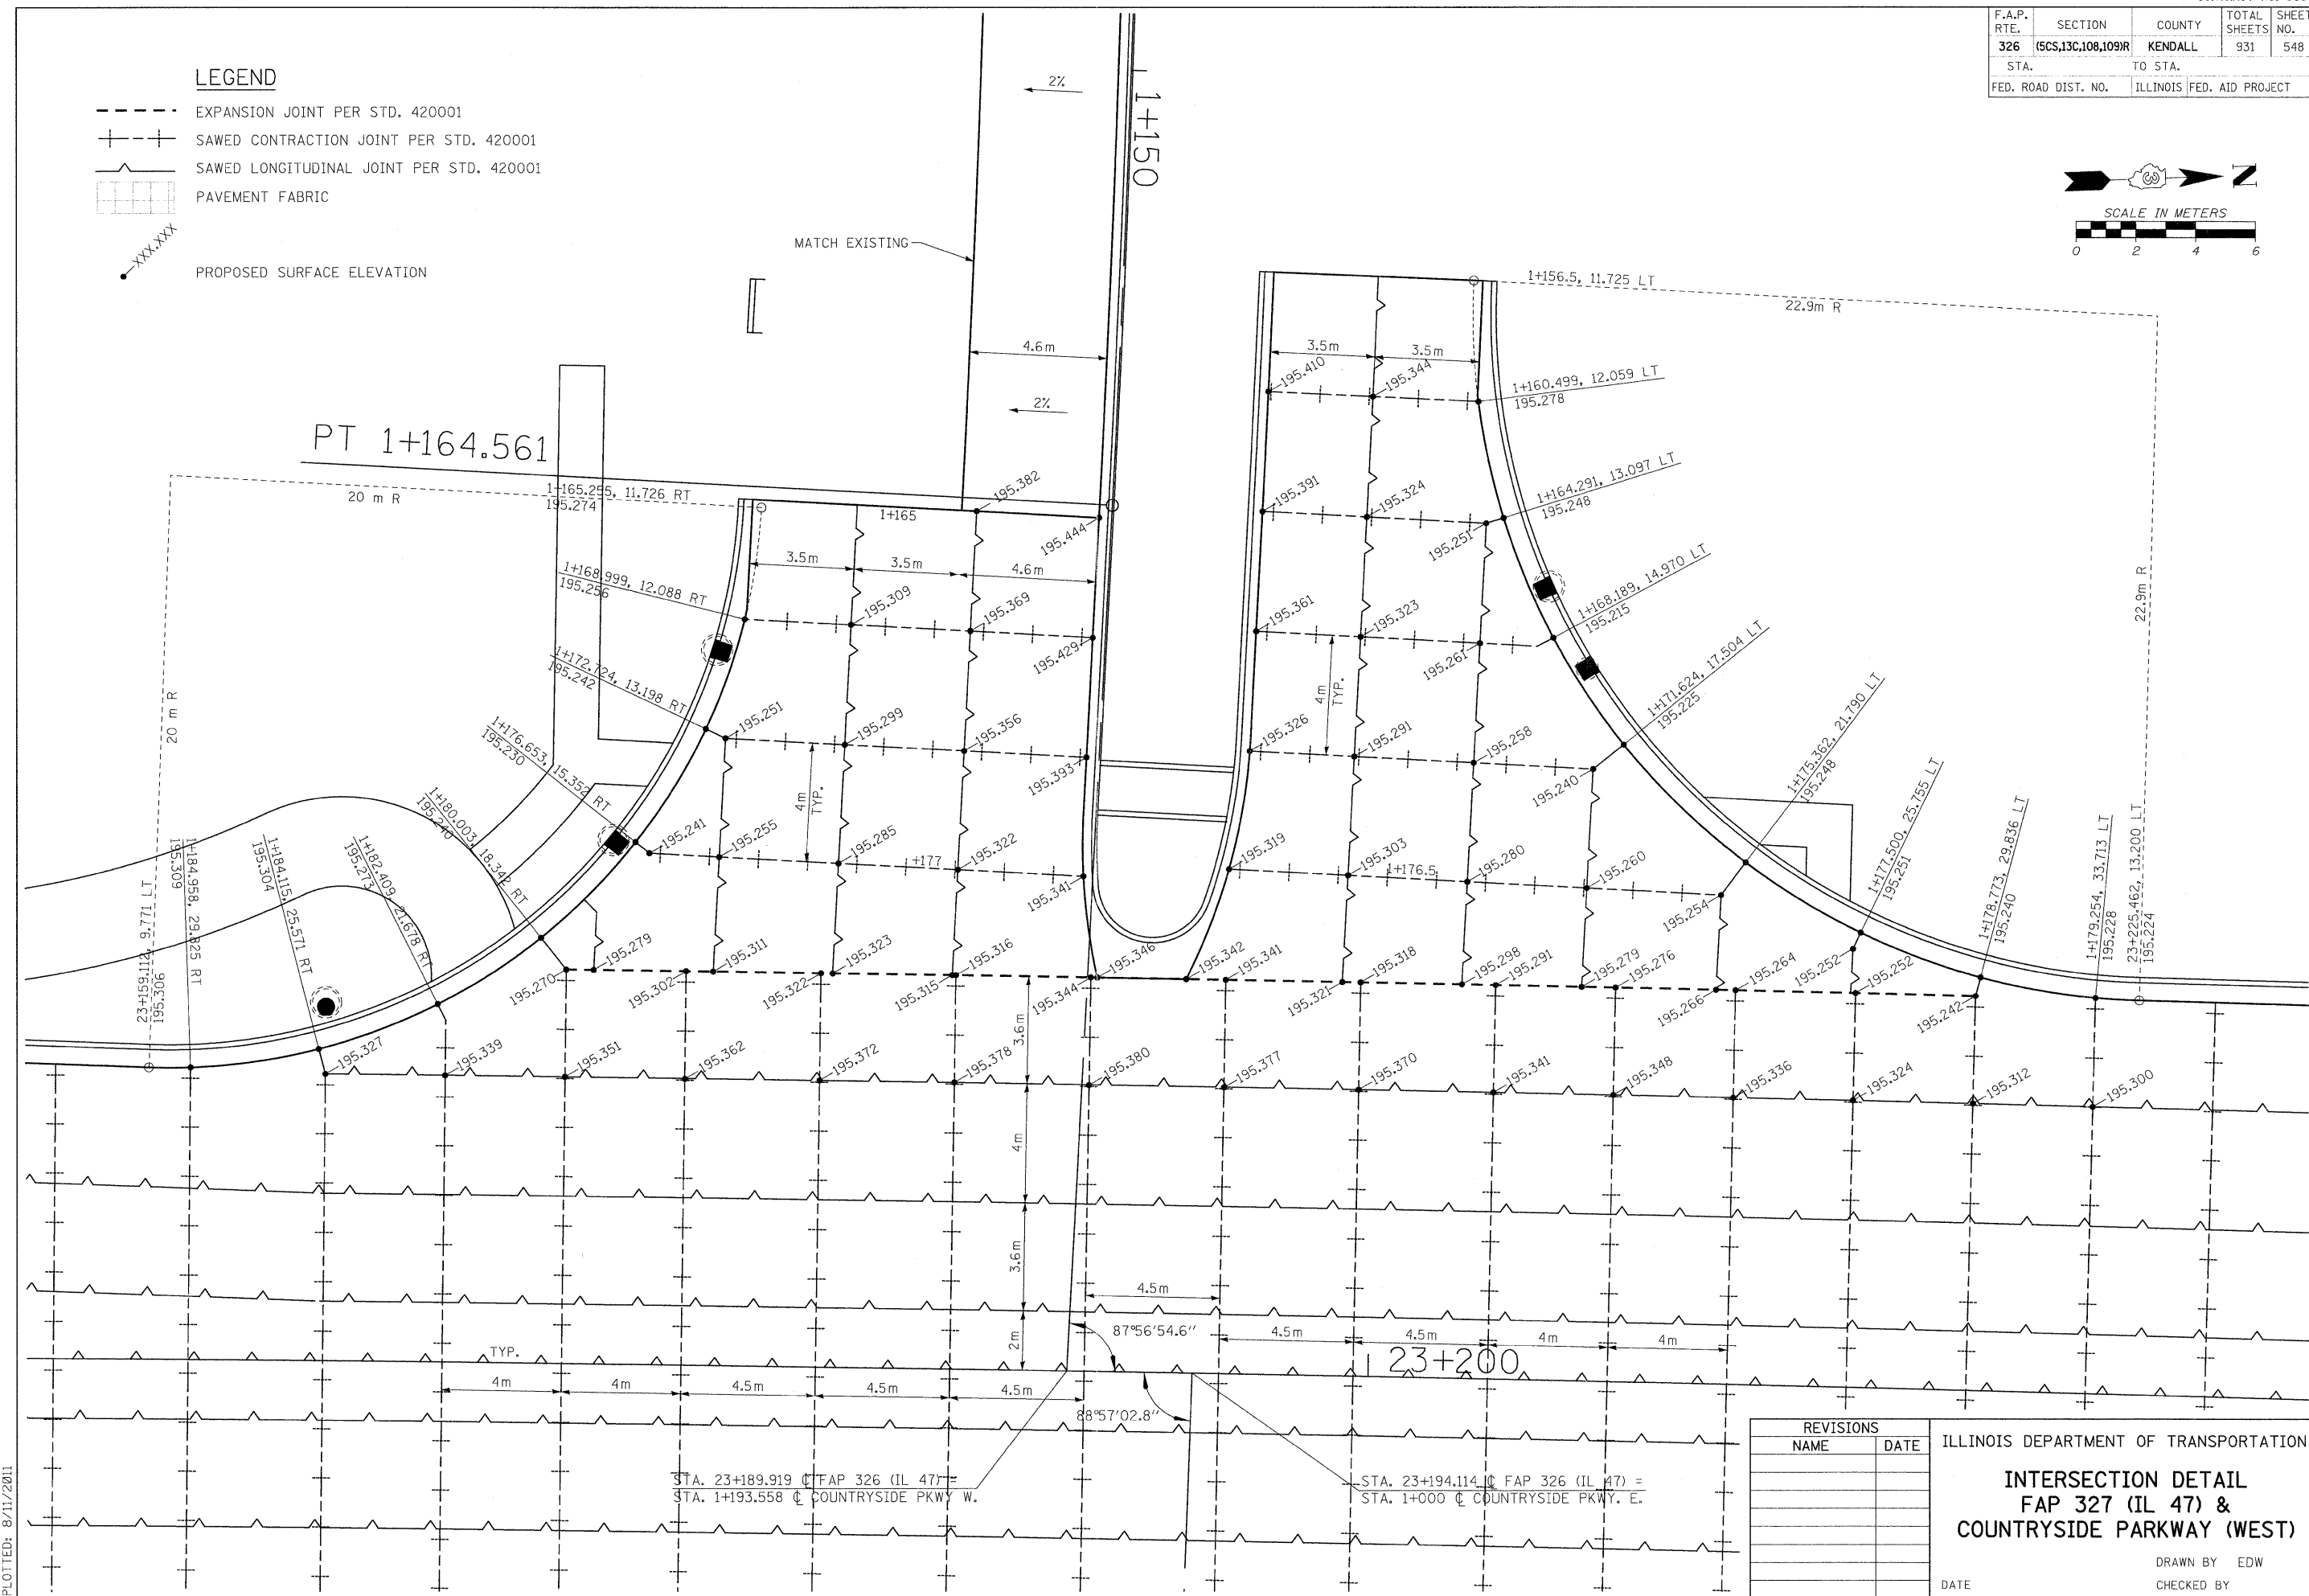 F.A.P. RTE. SECTION COUNTY TOTAL SHEETS SHEET NO.
326 (5CS,13C,108,109)R KENDALL 931 548
STA. TO STA.
FED. ROAD DIST. NO. ILLINOIS FED. AID PROJECT
LEGEND
EXPANSION JOINT PER STD. 420001
SAWED CONTRACTION JOINT PER STD. 420001
SAWED LONGITUDINAL JOINT PER STD. 420001
PAVEMENT FABRIC
XXX.XXX
PROPOSED SURFACE ELEVATION
2%
1+150
N
SCALE IN METERS
0 2 4 6
MATCH EXISTING
4.6m
2%
1+156.5, 11.725 LT
22.9m R
22.9m R
3.5m
3.5m
195.410
195.344
1+160.499, 12.059 LT
195.278
PT 1+164.561
20 m R
20 m R
1+165.255, 11.726 RT
195.274
1+165
195.382
195.444
195.391
195.324
1+164.291, 13.097 LT
195.248
195.251
3.5m
3.5m
4.6m
1+168.999, 12.088 RT
195.256
195.309
195.369
195.429
195.361
195.323
195.261
1+168.189, 14.970 LT
195.215
1+172.724, 13.198 RT
195.242
195.251
195.299
195.356
195.393
4m
TYP.
195.326
195.291
195.258
195.240
1+171.624, 17.504 LT
195.225
1+176.653, 15.352 RT
195.230
4m
TYP.
195.241
195.255
195.285
+177
195.322
195.341
195.319
195.303
1+176.5
195.280
195.260
195.254
1+175.362, 21.790 LT
195.248
1+180.003, 18.342 RT
195.240
1+182.409, 21.678 RT
195.273
1+184.115, 25.571 RT
195.304
1+184.958, 29.825 RT
195.309
23+159.112, 9.771 LT
195.306
1+177.500, 25.755 LT
195.251
1+178.773, 29.836 LT
195.240
1+179.254, 33.713 LT
195.228
23+225.462, 13.200 LT
195.224
195.270
195.279
195.302
195.311
195.322
195.323
195.315
195.316
195.344
195.346
195.342
195.341
195.321
195.318
195.298
195.291
195.279
195.276
195.266
195.264
195.252
195.252
195.242
195.327
195.339
195.351
195.362
195.372
195.378
195.380
195.377
195.370
195.341
195.348
195.336
195.324
195.312
195.300
3.6m
4m
3.6m
2m
4.5m
87°56'54.6"
4.5m
4.5m
4m
4m
TYP.
23+200
4m
4m
4.5m
4.5m
4.5m
88°57'02.8"
STA. 23+189.919 ℄ FAP 326 (IL 47) =
STA. 1+193.558 ℄ COUNTRYSIDE PKWY W.
STA. 23+194.114 ℄ FAP 326 (IL 47) =
STA. 1+000 ℄ COUNTRYSIDE PKWY. E.
REVISIONS
NAME DATE
ILLINOIS DEPARTMENT OF TRANSPORTATION
INTERSECTION DETAIL
FAP 327 (IL 47) &
COUNTRYSIDE PARKWAY (WEST)
DRAWN BY EDW
DATE CHECKED BY
PLOTTED: 8/11/2011